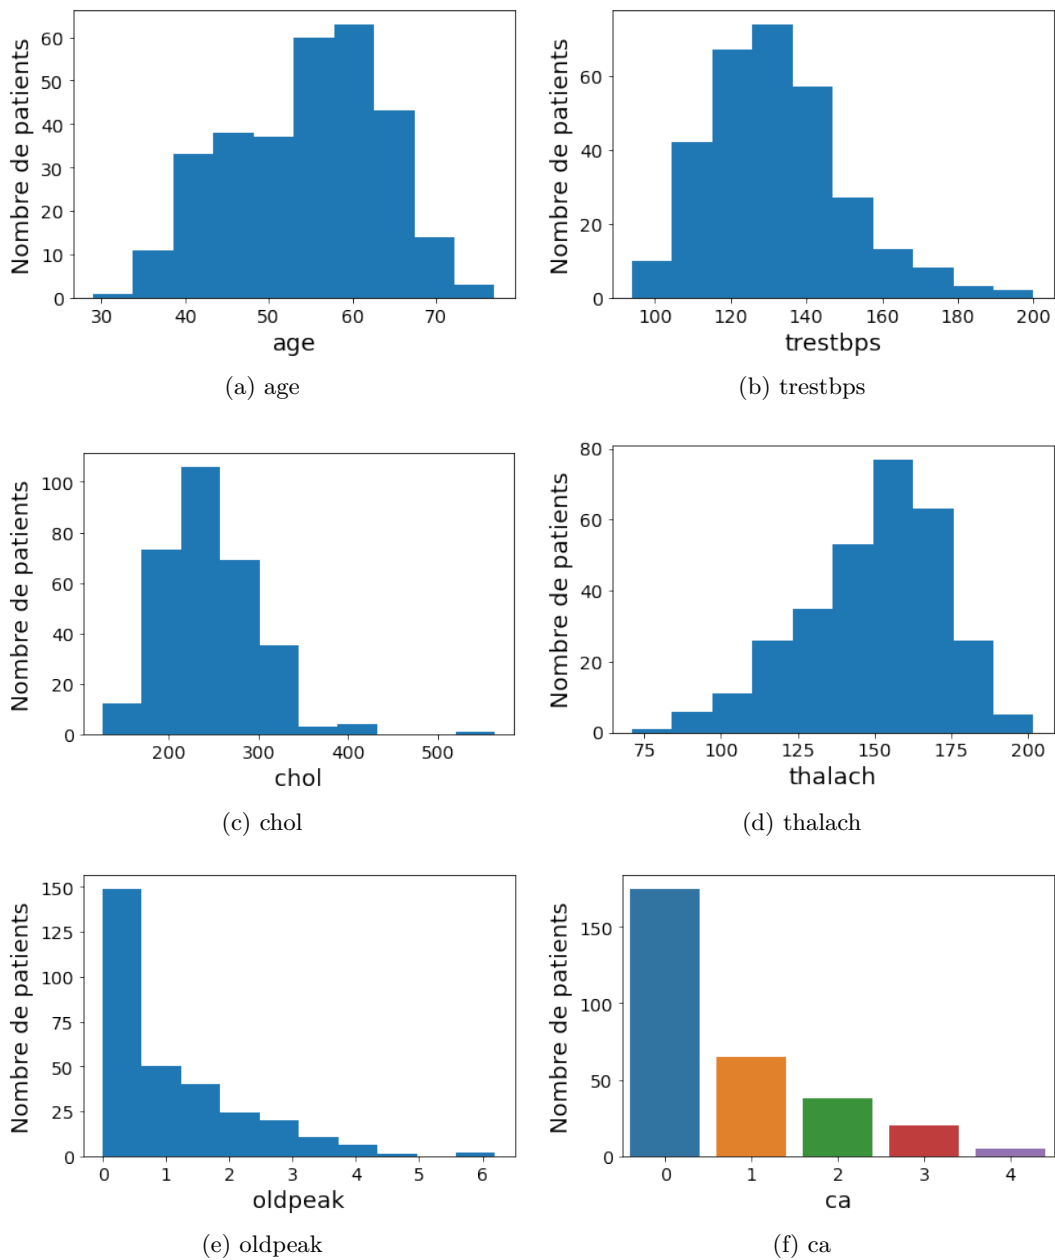 Nombre de patients
60
50
40
30
20
10
0
30 40 50 60 70
age
(a) age
Nombre de patients
60
40
20
0
100 120 140 160 180 200
trestbps
(b) trestbps
Nombre de patients
100
80
60
40
20
0
200 300 400 500
chol
(c) chol
Nombre de patients
80
60
40
20
0
75 100 125 150 175 200
thalach
(d) thalach
Nombre de patients
150
125
100
75
50
25
0
0 1 2 3 4 5 6
oldpeak
(e) oldpeak
Nombre de patients
150
100
50
0
0 1 2 3 4
ca
(f) ca